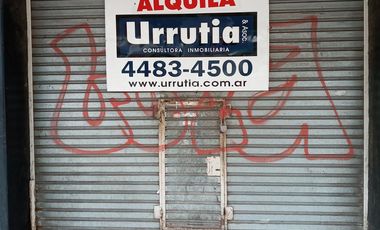 ALQUILA
Urrutia & Asoc.
CONSULTORA INMOBILIARIA
4483-4500
www.urrutia.com.ar